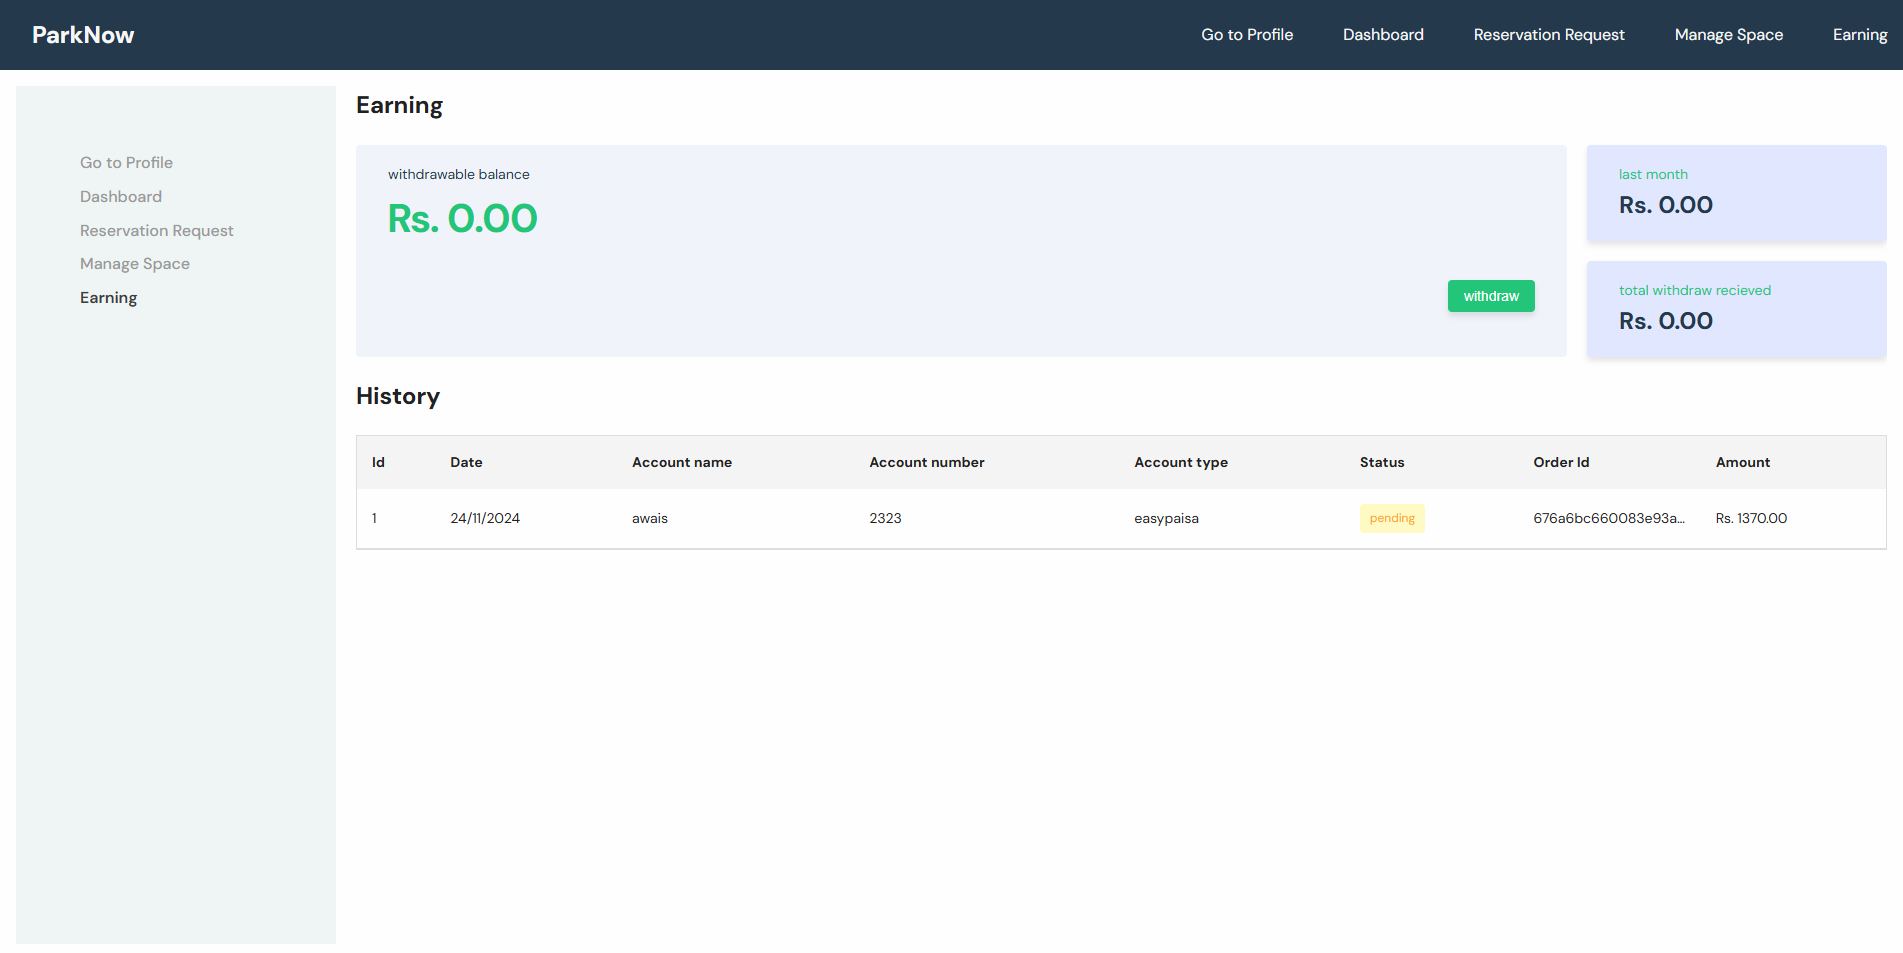 ParkNow
Go to Profile Dashboard Reservation Request Manage Space Earning
Go to Profile
Dashboard
Reservation Request
Manage Space
Earning
Earning
withdrawable balance
Rs. 0.00
withdraw
last month
Rs. 0.00
total withdraw recieved
Rs. 0.00
History
Id Date Account name Account number Account type Status Order Id Amount
1 24/11/2024 awais 2323 easypaisa pending 676a6bc660083e93a... Rs. 1370.00